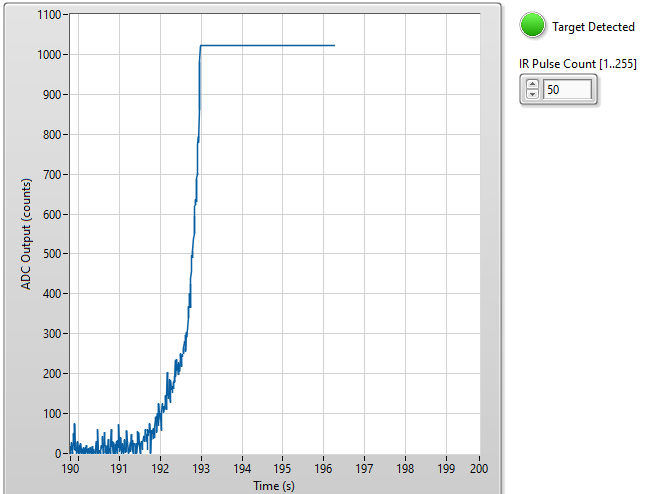 1100
1000
900
800
700
600
500
400
300
200
100
0
ADC Output (counts)
190 191 192 193 194 195 196 197 198 199 200
Time (s)
Target Detected
IR Pulse Count [1..255]
50